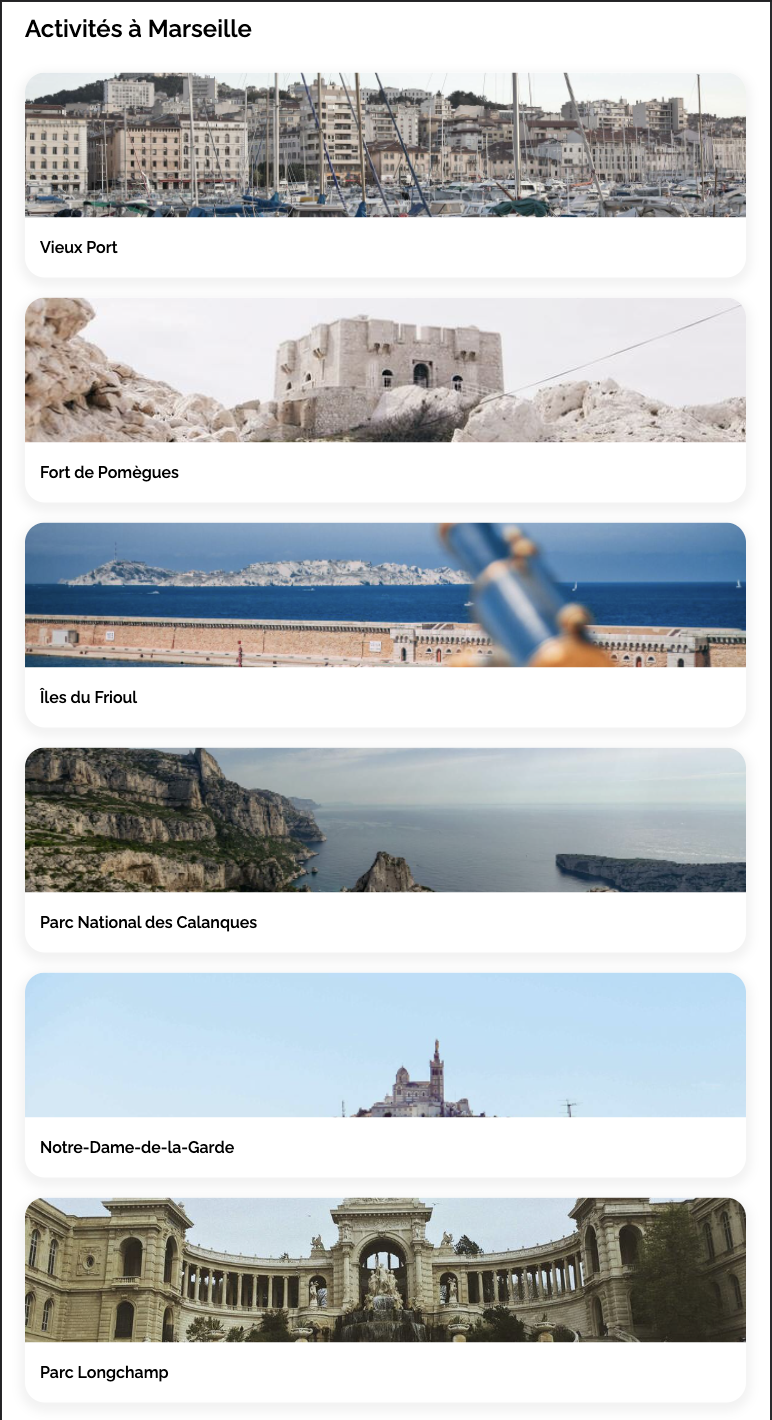 Activités à Marseille
Vieux Port
Fort de Pomègues
Îles du Frioul
Parc National des Calanques
Notre-Dame-de-la-Garde
Parc Longchamp